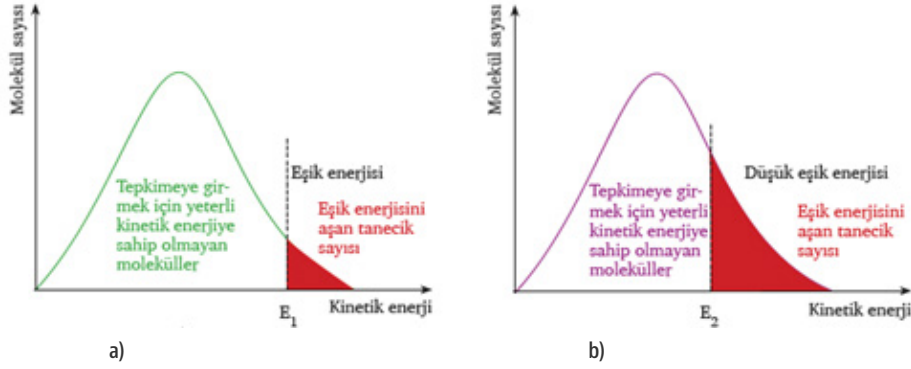 Molekül sayısı
Eşik enerjisi
Tepkimeye gir-
mek için yeterli
kinetik enerjiye
sahip olmayan
moleküller
Eşik enerjisini
aşan tanecik
sayısı
E1
Kinetik enerji
a)
Molekül sayısı
Düşük eşik enerjisi
Tepkimeye gir-
mek için yeterli
kinetik enerjiye
sahip olmayan
moleküller
Eşik enerjisini
aşan tanecik
sayısı
E2
Kinetik enerji
b)